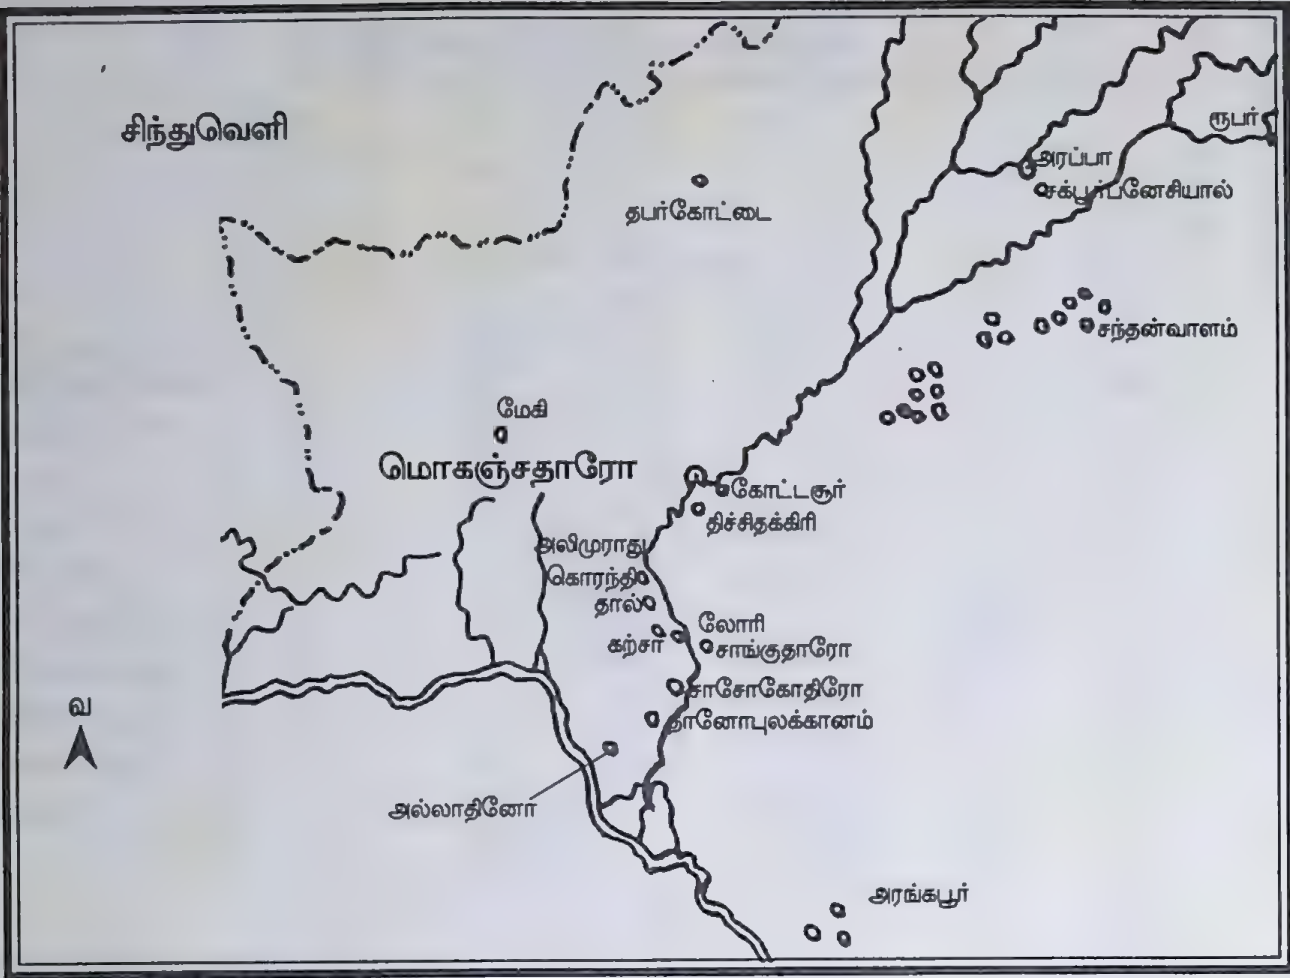 சிந்துவெளி
ரூபர்
அரப்பா
சக்பூர்பனேசியால்
தபர்கோட்டை
சந்தன்வாளம்
மேகி
மொகஞ்சதாரோ
கோட்டசூர்
திச்சிதக்கிரி
அலிமுராது
கொரந்தி
தால்
லோரி
கற்சா
சாங்குதாரோ
சாசோகோதிரோ
தானோபுலக்கானம்
வ
அல்லாதினோ
அரங்கபூர்